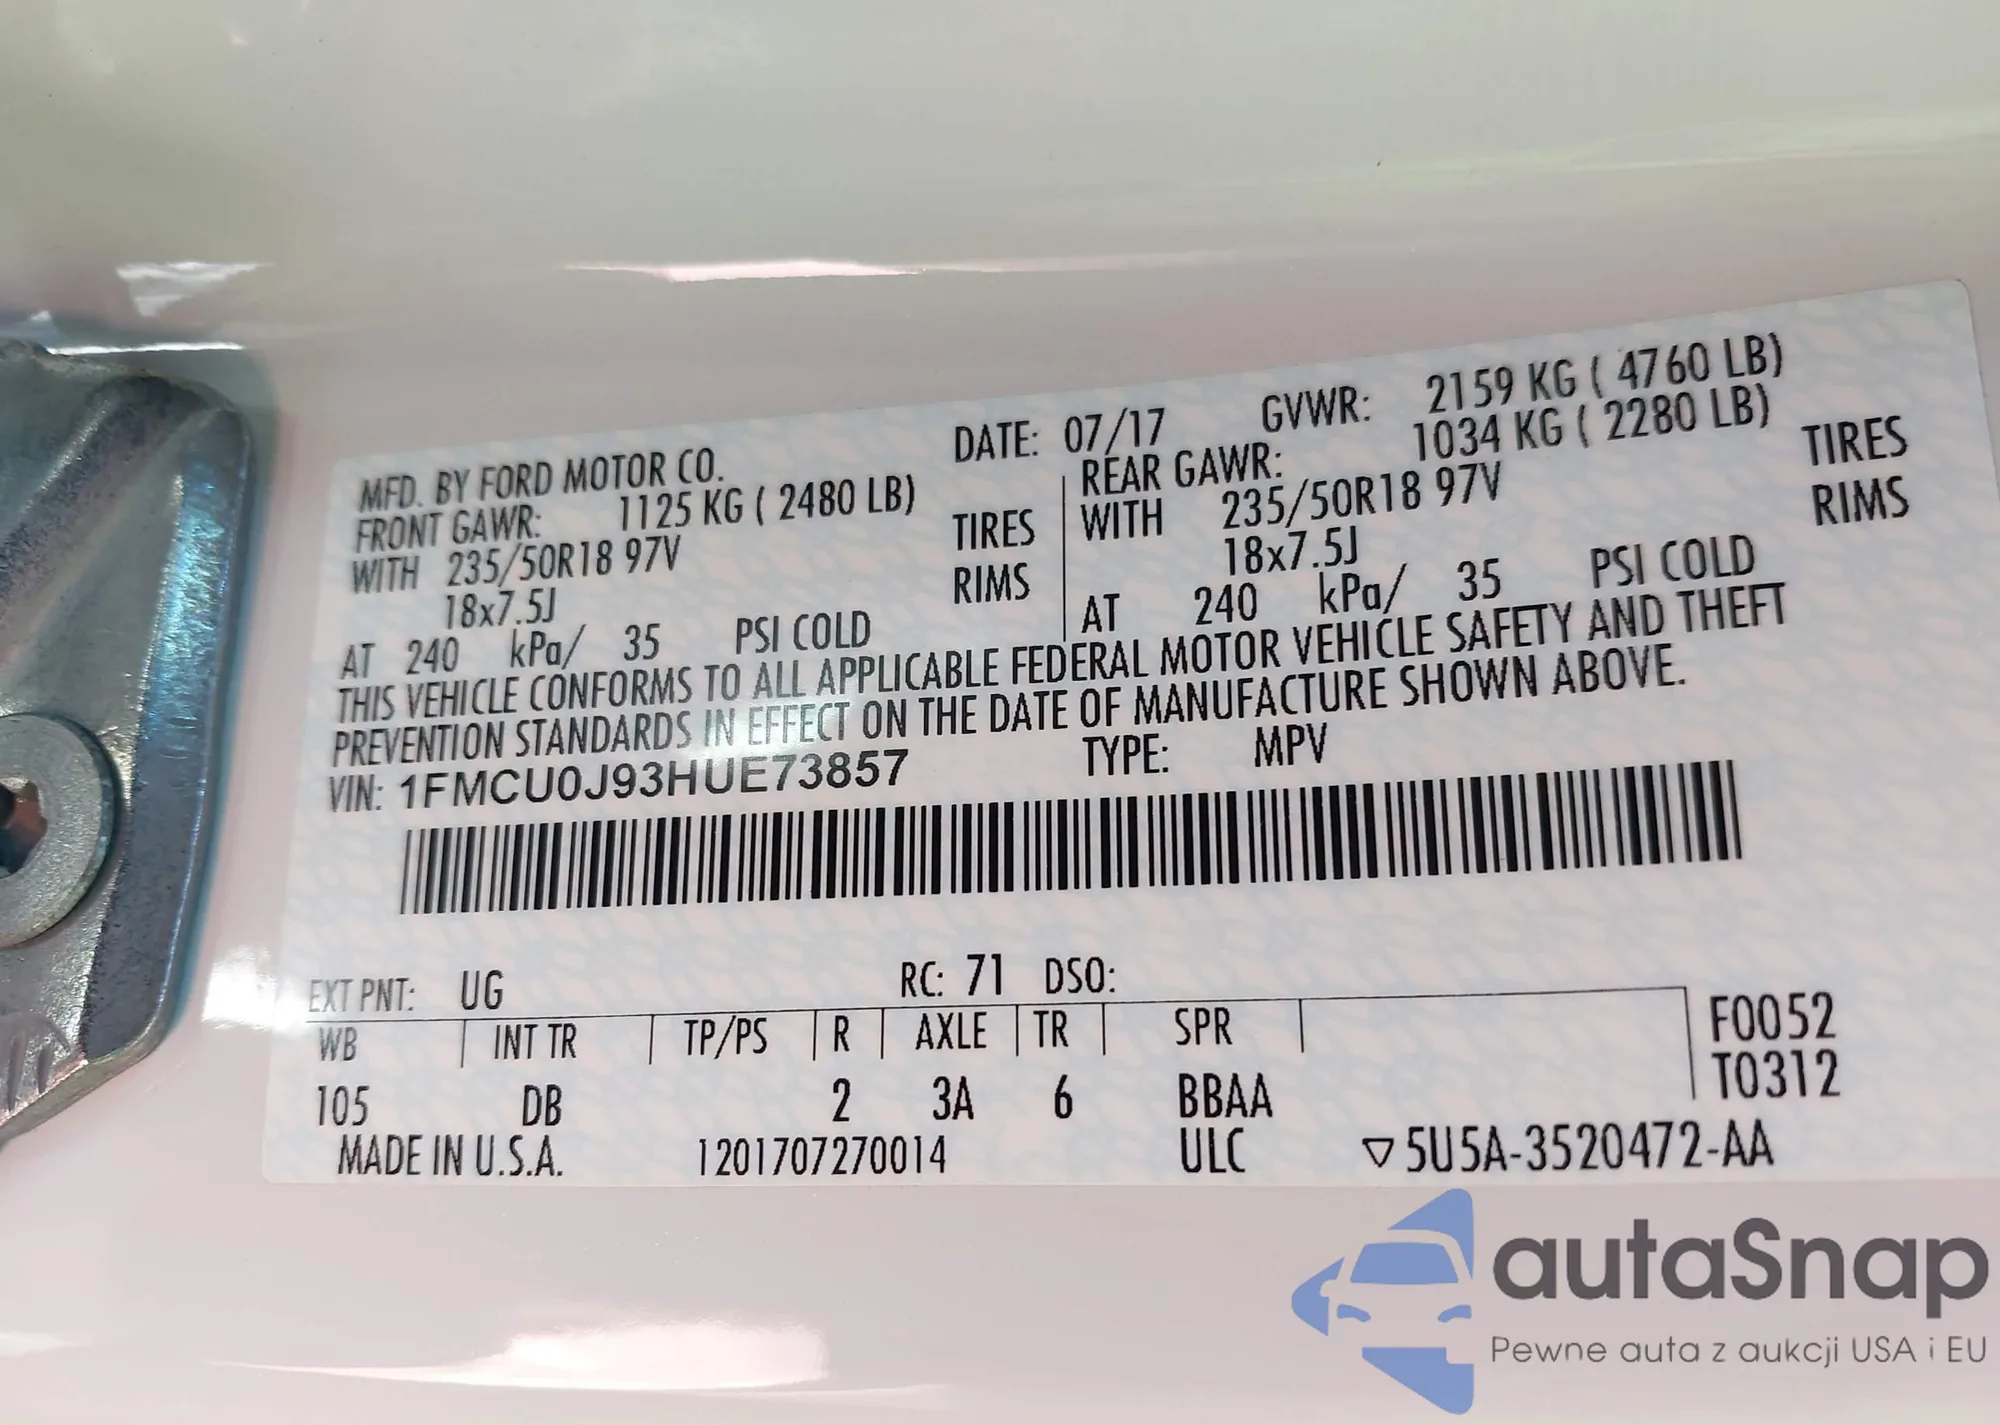 MFD. BY FORD MOTOR CO. DATE: 07/17 GVWR: 2159 KG ( 4760 LB)
FRONT GAWR: 1125 KG ( 2480 LB) REAR GAWR: 1034 KG ( 2280 LB)
WITH 235/50R18 97V TIRES WITH 235/50R18 97V TIRES
18x7.5J RIMS 18x7.5J RIMS
AT 240 kPa/ 35 PSI COLD AT 240 kPa/ 35 PSI COLD
THIS VEHICLE CONFORMS TO ALL APPLICABLE FEDERAL MOTOR VEHICLE SAFETY AND THEFT
PREVENTION STANDARDS IN EFFECT ON THE DATE OF MANUFACTURE SHOWN ABOVE.
VIN: 1FMCU0J93HUE73857 TYPE: MPV
EXT PNT: UG RC: 71 DSO:
WB INT TR TP/PS R AXLE TR SPR F0052
105 DB 2 3A 6 BBAA T0312
MADE IN U.S.A. 1201707270014 ULC ▽5U5A-3520472-AA
autaSnap
Pewne auta z aukcji USA i EU